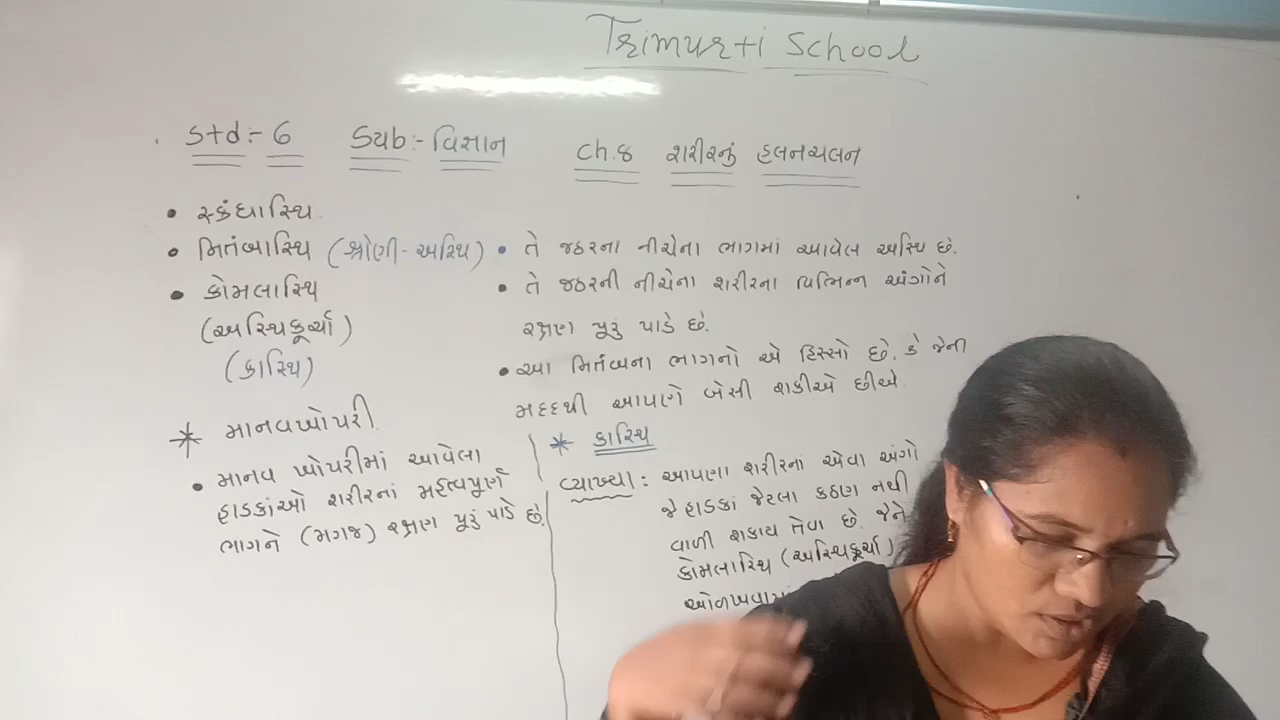 Trimurti School
Std:- 6 Sub:- વિજ્ઞાન Ch.8 શરીરનું હલનચલન
• સ્કંધાસ્થિ
• નિતંબાસ્થિ (શ્રોણી-અસ્થિ)
• કોમલાસ્થિ
(અસ્થિકૂર્ચા)
(કાસ્થિ)
* માનવખોપરી.
• માનવ ખોપરીમાં આવેલા
હાડકાંઓ શરીરનાં મહત્વપૂર્ણ
ભાગને (મગજ) રક્ષણ પૂરું પાડે છે.
• તે જઠરના નીચેના ભાગમાં આવેલ અસ્થિ છે.
• તે જઠરની નીચેના શરીરના વિભિન્ન અંગોને
રક્ષણ પૂરું પાડે છે.
• આ નિતંબના ભાગનો એ હિસ્સો છે. કે જેની
મદદથી આપણે બેસી શકીએ છીએ.
* કાસ્થિ
વ્યાખ્યા : આપણા શરીરનાં એવા અંગો
જે હાડકાં જેટલા કઠણ નથી
વાળી શકાય તેવા છે. જેને
કોમલાસ્થિ (અસ્થિકૂર્ચા)